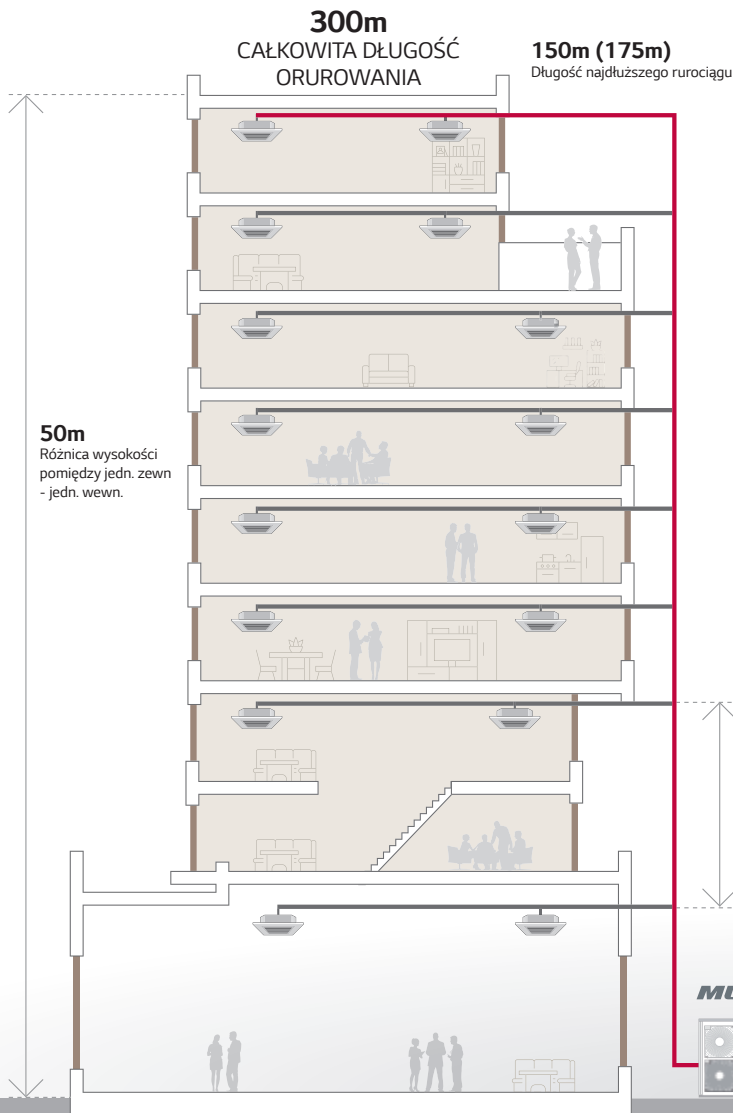 300m
CAŁKOWITA DŁUGOŚĆ
ORUROWANIA
150m (175m)
Długość najdłuższego rurociągu
50m
Różnica wysokości
pomiędzy jedn. zewn
- jedn. wewn.